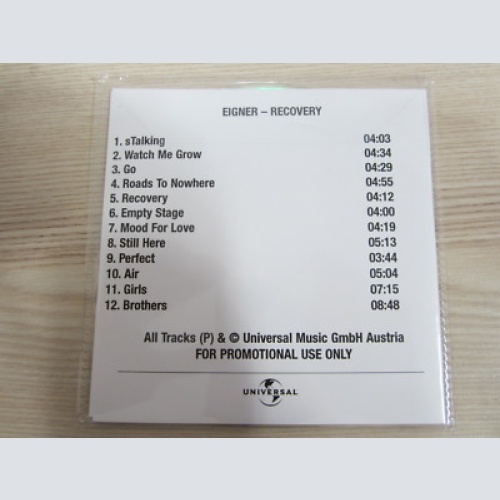 EIGNER – RECOVERY
1. sTalking 04:03
2. Watch Me Grow 04:34
3. Go 04:29
4. Roads To Nowhere 04:55
5. Recovery 04:12
6. Empty Stage 04:00
7. Mood For Love 04:19
8. Still Here 05:13
9. Perfect 03:44
10. Air 05:04
11. Girls 07:15
12. Brothers 08:48
All Tracks (P) & © Universal Music GmbH Austria
FOR PROMOTIONAL USE ONLY
UNIVERSAL